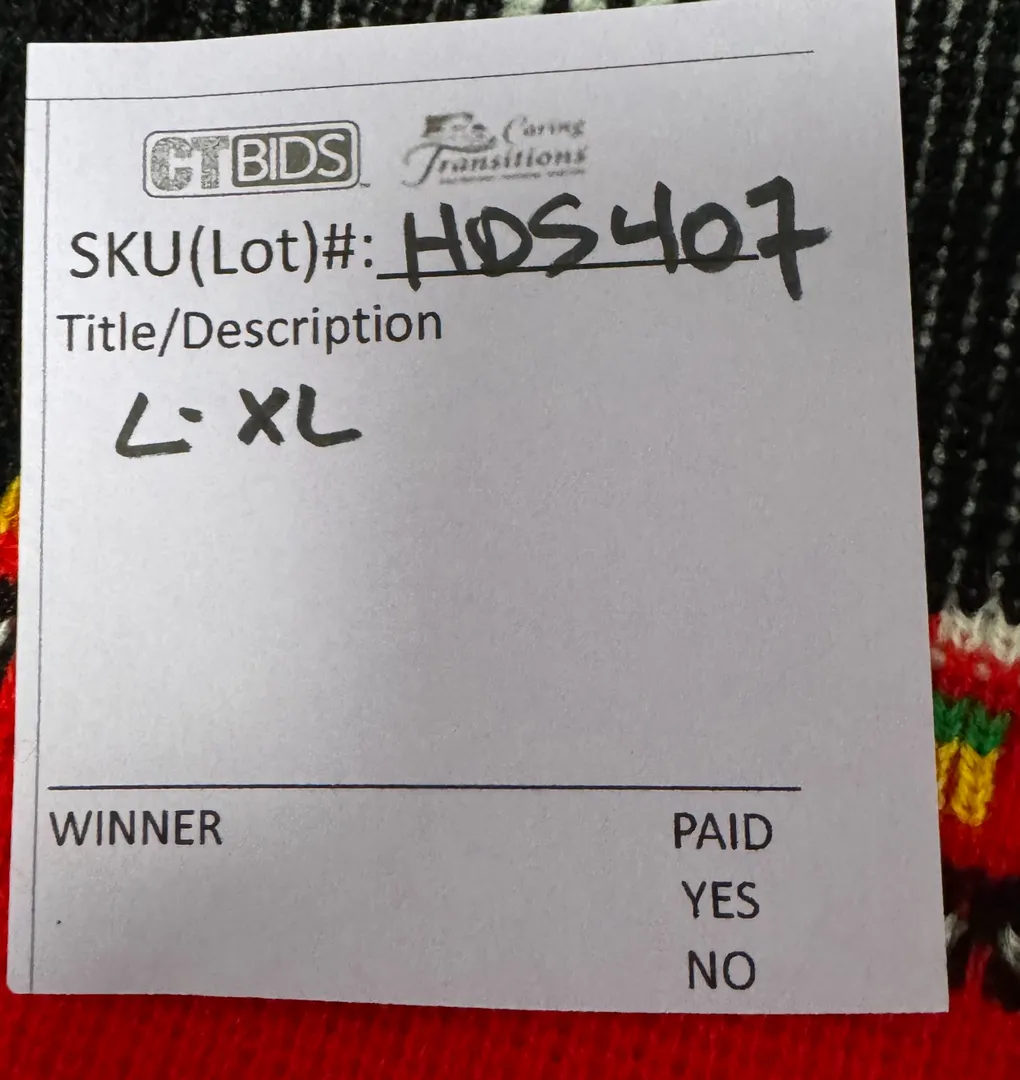 CTBIDS
Caring
Transitions
SKU(Lot)#: HDS407
Title/Description
L-XL
WINNER PAID
YES
NO